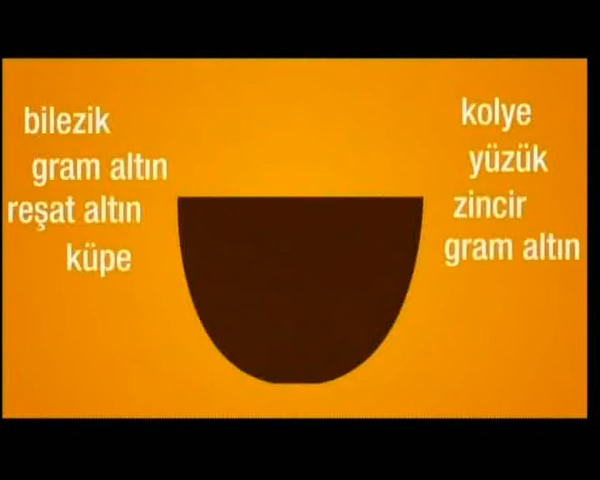 bilezik
gram altın
reşat altın
küpe
kolye
yüzük
zincir
gram altın